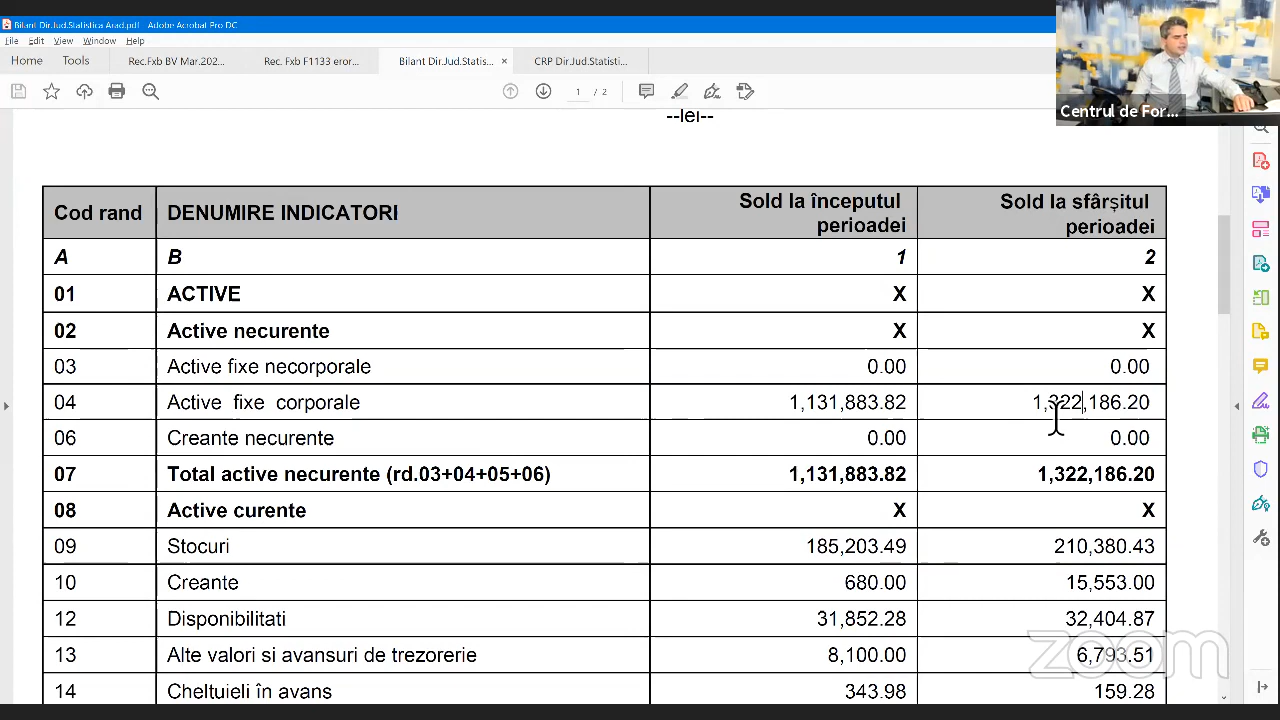 Bilant Dir.Jud.Statistica Arad.pdf - Adobe Acrobat Pro DC
File Edit View Window Help
Home Tools Rec.Fxb BV Mar.202... Rec. Fxb F1133 eror... Bilant Dir.Jud.Statis... × CRP Dir.Jud.Statisti...
1 / 2
Centrul de For...
--lei--
Cod rand DENUMIRE INDICATORI Sold la începutul perioadei Sold la sfârșitul perioadei
A B 1 2
01 ACTIVE X X
02 Active necurente X X
03 Active fixe necorporale 0.00 0.00
04 Active fixe corporale 1,131,883.82 1,322,186.20
06 Creante necurente 0.00 0.00
07 Total active necurente (rd.03+04+05+06) 1,131,883.82 1,322,186.20
08 Active curente X X
09 Stocuri 185,203.49 210,380.43
10 Creante 680.00 15,553.00
12 Disponibilitati 31,852.28 32,404.87
13 Alte valori si avansuri de trezorerie 8,100.00 6,793.51
14 Cheltuieli în avans 343.98 159.28
zoom